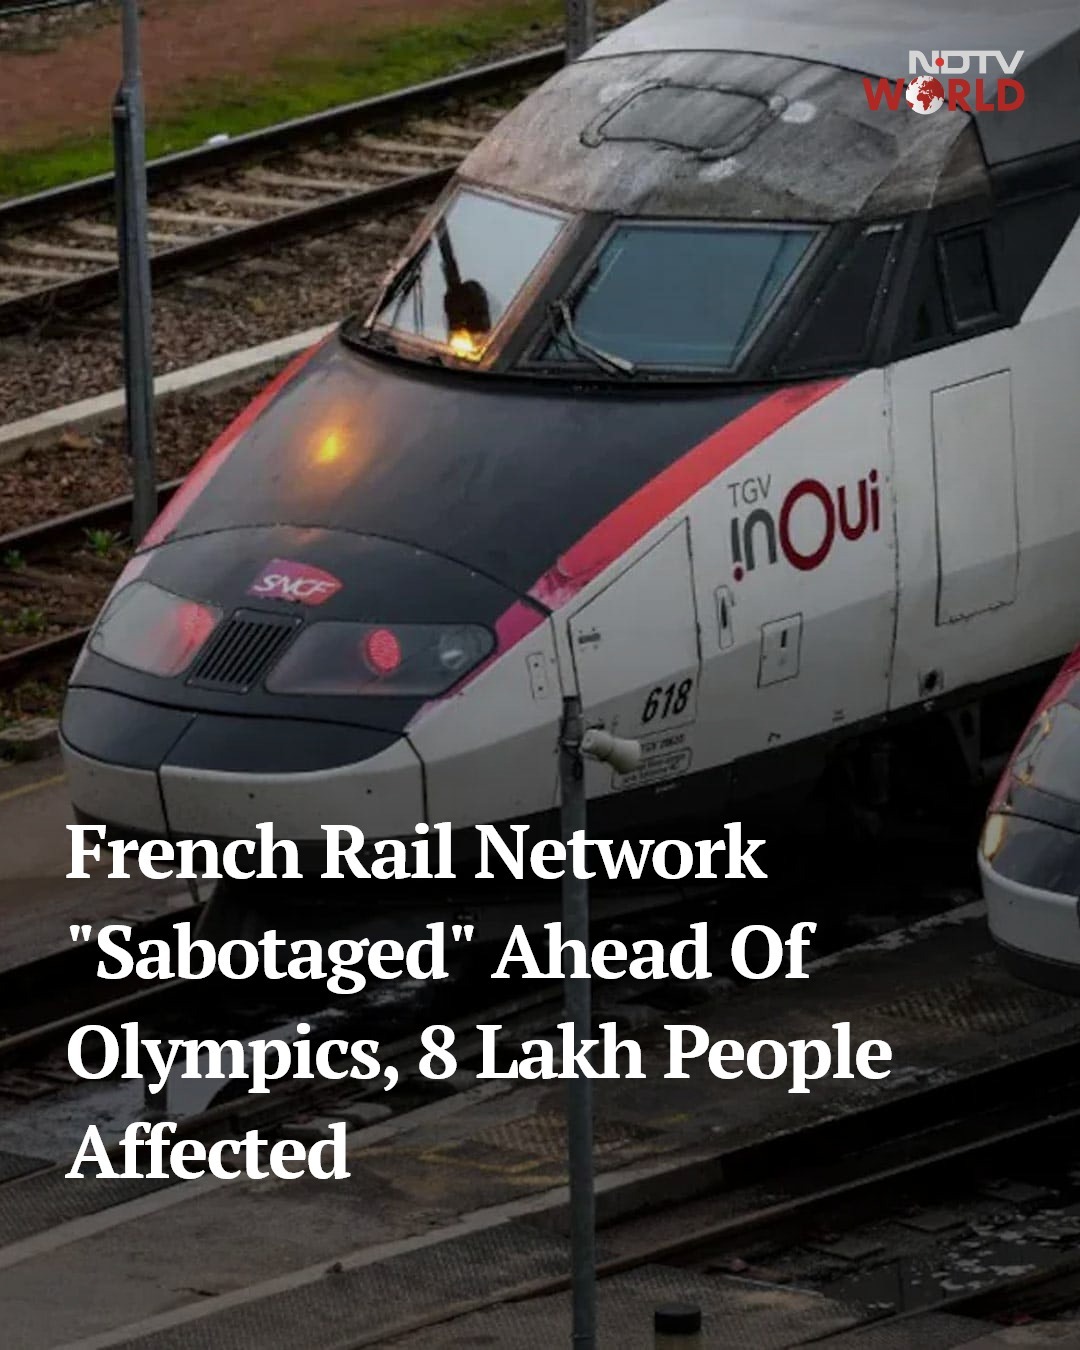 NDTV
WORLD
TGV
inOui
SNCF
618
French Rail Network
"Sabotaged" Ahead Of
Olympics, 8 Lakh People
Affected